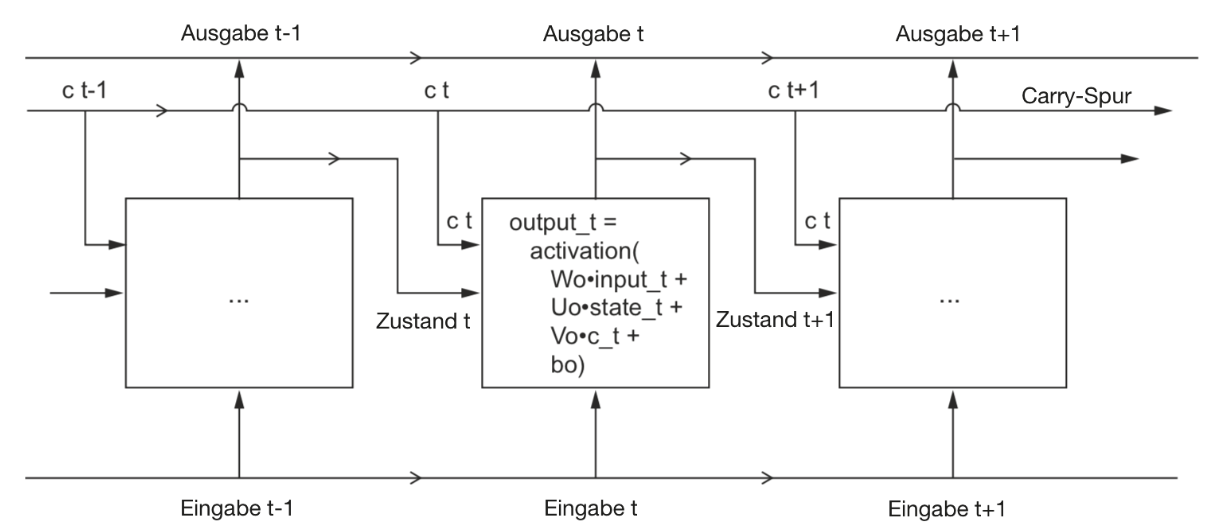 Ausgabe t-1
Ausgabe t
Ausgabe t+1
c t-1
c t
c t+1
Carry-Spur
...
Zustand t
c t
output_t =
activation(
Wo•input_t +
Uo•state_t +
Vo•c_t +
bo)
Zustand t+1
c t
...
Eingabe t-1
Eingabe t
Eingabe t+1